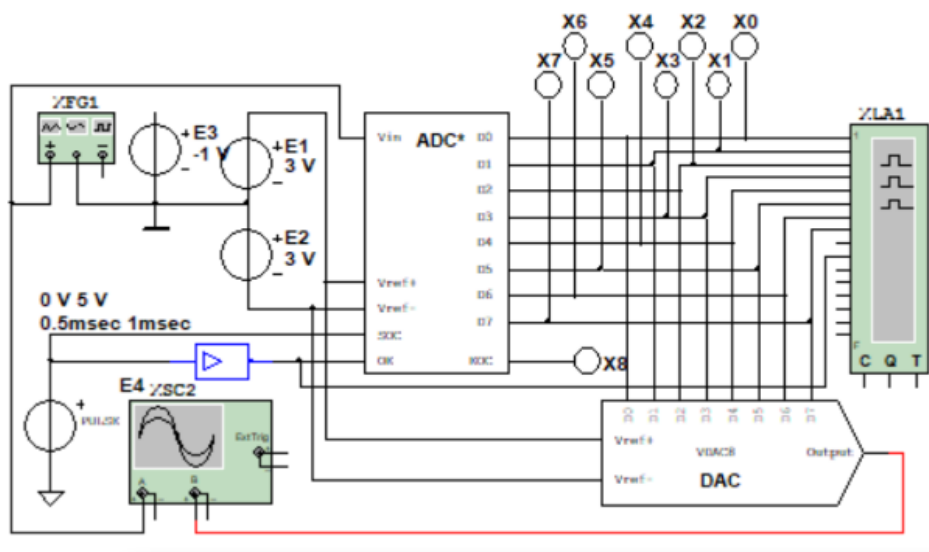 X6 X4 X2 X0
X7 X5 X3 X1
XFG1
XLA1
+E3
-1 V
+E1
3 V
Vin ADC* D0
D1
D2
D3
D4
D5
D6
D7
+E2
3 V
Vref+
Vref-
SOC
OE
EOC
X8
0 V 5 V
0.5msec 1msec
C Q T
F
E4 XSC2
PULSE
Ext Trig
A B
D0 D1 D2 D3 D4 D5 D6 D7
Vref+
VDAC8 Output
Vref- DAC